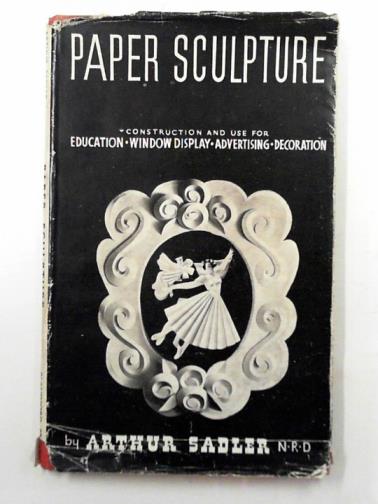 PAPER SCULPTURE
CONSTRUCTION AND USE FOR
EDUCATION • WINDOW DISPLAY • ADVERTISING • DECORATION
by ARTHUR SADLER N•R•D